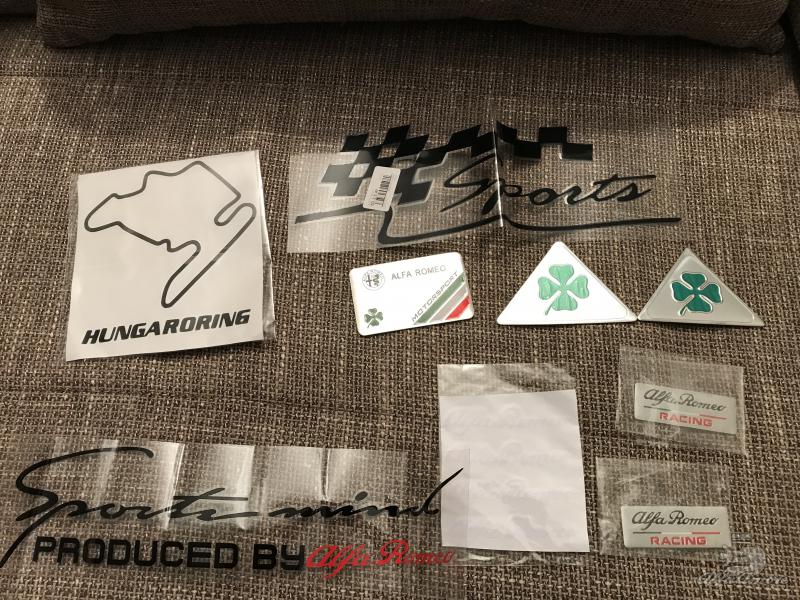 Sports
ALFA ROMEO
MOTORSPORT
HUNGARORING
Alfa Romeo
RACING
Sports mind
PRODUCED BY Alfa Romeo
Alfa Romeo
RACING